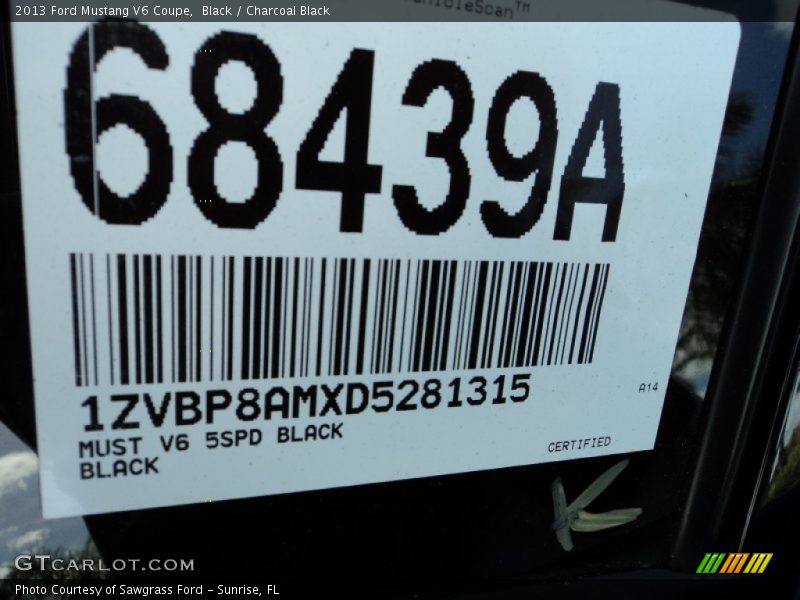 2013 Ford Mustang V6 Coupe, Black / Charcoal Black
VehicleScan™
68439A
1ZVBP8AMXD5281315
A14
MUST V6 5SPD BLACK
BLACK
CERTIFIED
GTCARLOT.COM
Photo Courtesy of Sawgrass Ford - Sunrise, FL